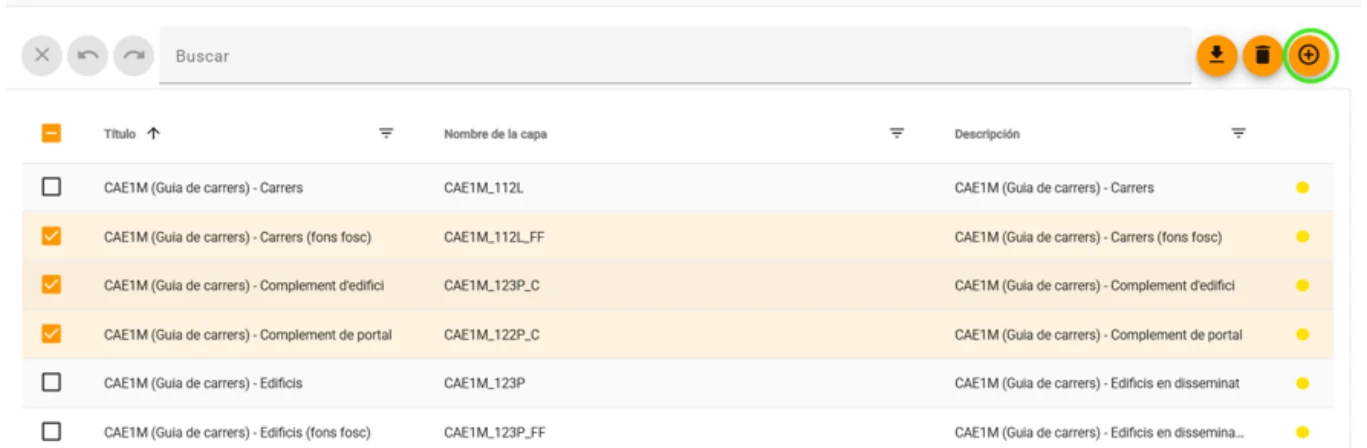 Buscar
Título Nombre de la capa Descripción
CAE1M (Guia de carrers) - Carrers CAE1M_112L CAE1M (Guia de carrers) - Carrers
CAE1M (Guia de carrers) - Carrers (fons fosc) CAE1M_112L_FF CAE1M (Guia de carrers) - Carrers (fons fosc)
CAE1M (Guia de carrers) - Complement d'edifici CAE1M_123P_C CAE1M (Guia de carrers) - Complement d'edifici
CAE1M (Guia de carrers) - Complement de portal CAE1M_122P_C CAE1M (Guia de carrers) - Complement de portal
CAE1M (Guia de carrers) - Edificis CAE1M_123P CAE1M (Guia de carrers) - Edificis en disseminat
CAE1M (Guia de carrers) - Edificis (fons fosc) CAE1M_123P_FF CAE1M (Guia de carrers) - Edificis en dissemina...